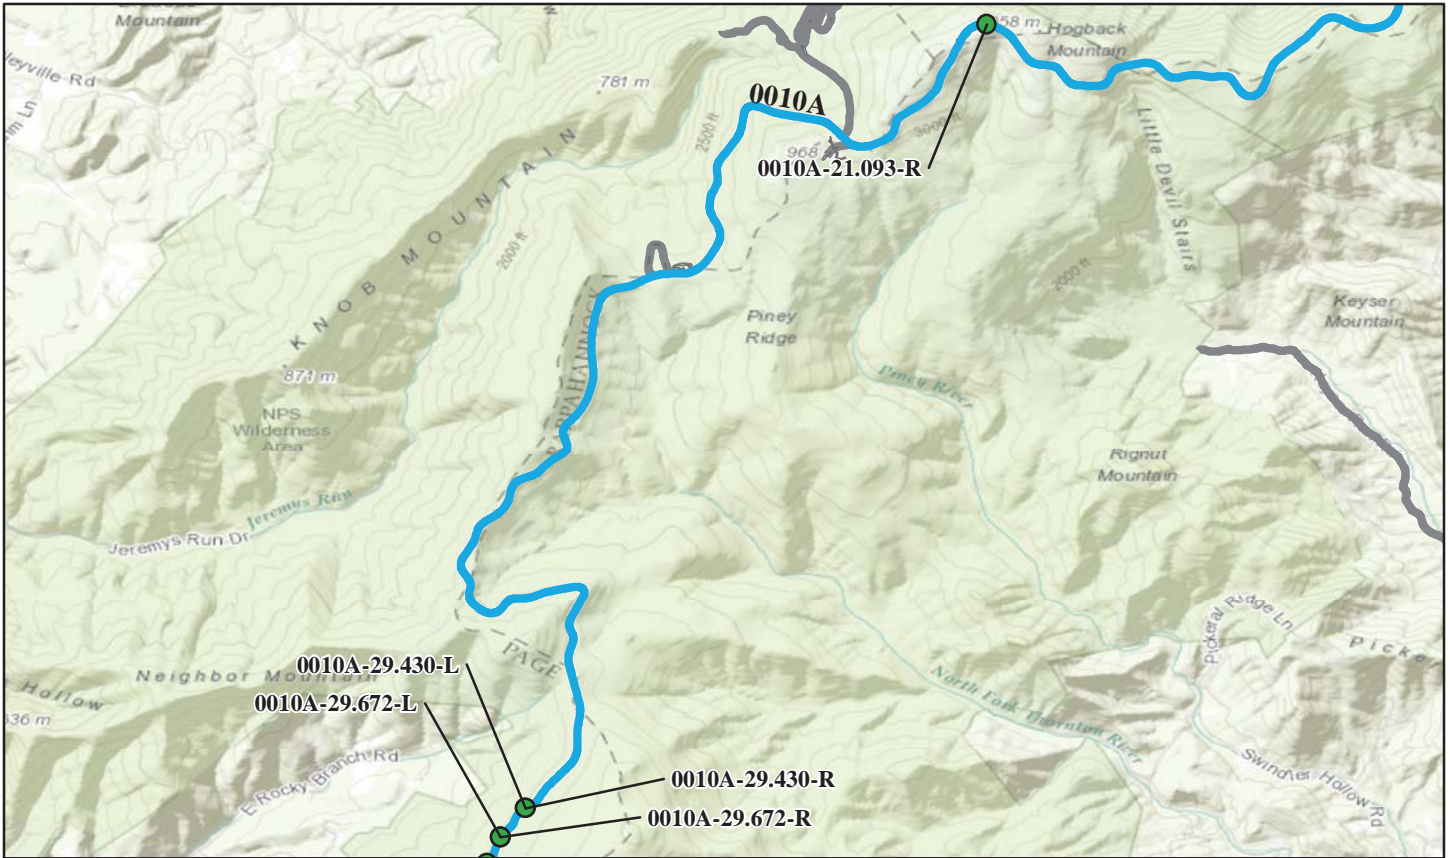 Mountain
58 m
Hogback
Mountain
leyville Rd
781 m
0010A
2500 ft
3000 ft
968
0010A-21.093-R
Little Devil Stairs
KNOB MOUNTAIN
2000 ft
2000 ft
Keyser
Mountain
Piney
Ridge
RAPPAHANNOCK
871 m
Piney River
NPS
Wilderness
Area
Rignut
Mountain
Jeremys Run
Jeremys Run Dr
Pickeral Ridge Ln
Picker
PAGE
0010A-29.430-L
Neighbor Mountain
Hollow
0010A-29.672-L
North Fork Thornton River
636 m
E Rocky Branch Rd
0010A-29.430-R
Swindler Hollow Rd
0010A-29.672-R